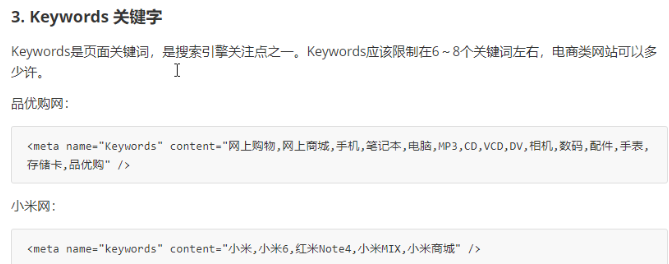 3. Keywords 关键字
Keywords是页面关键词，是搜索引擎关注点之一。Keywords应该限制在6～8个关键词左右，电商类网站可以多
少许。
品优购网：
<meta name="Keywords" content="网上购物,网上商城,手机,笔记本,电脑,MP3,CD,VCD,DV,相机,数码,配件,手表,
存储卡,品优购" />
小米网：
<meta name="keywords" content="小米,小米6,红米Note4,小米MIX,小米商城" />